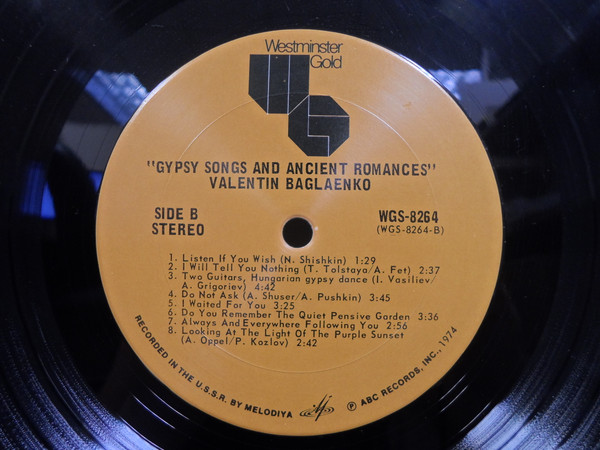 Westminster
Gold
"GYPSY SONGS AND ANCIENT ROMANCES"
VALENTIN BAGLAENKO
SIDE B
STEREO
WGS-8264
(WGS-8264-B)
1. Listen If You Wish (N. Shishkin) 1:29
2. I Will Tell You Nothing (T. Tolstaya/A. Fet) 2:37
3. Two Guitars, Hungarian gypsy dance (I. Vasiliev/
A. Grigoriev) 4:42
4. Do Not Ask (A. Shuser/A. Pushkin) 3:45
5. I Waited For You 3:25
6. Do You Remember The Quiet Pensive Garden 3:36
7. Always And Everywhere Following You 2:56
8. Looking At The Light Of The Purple Sunset
(A. Oppel/P. Kozlov) 2:42
RECORDED IN THE U.S.S.R. BY MELODIYA
Ⓟ ABC RECORDS, INC., 1974